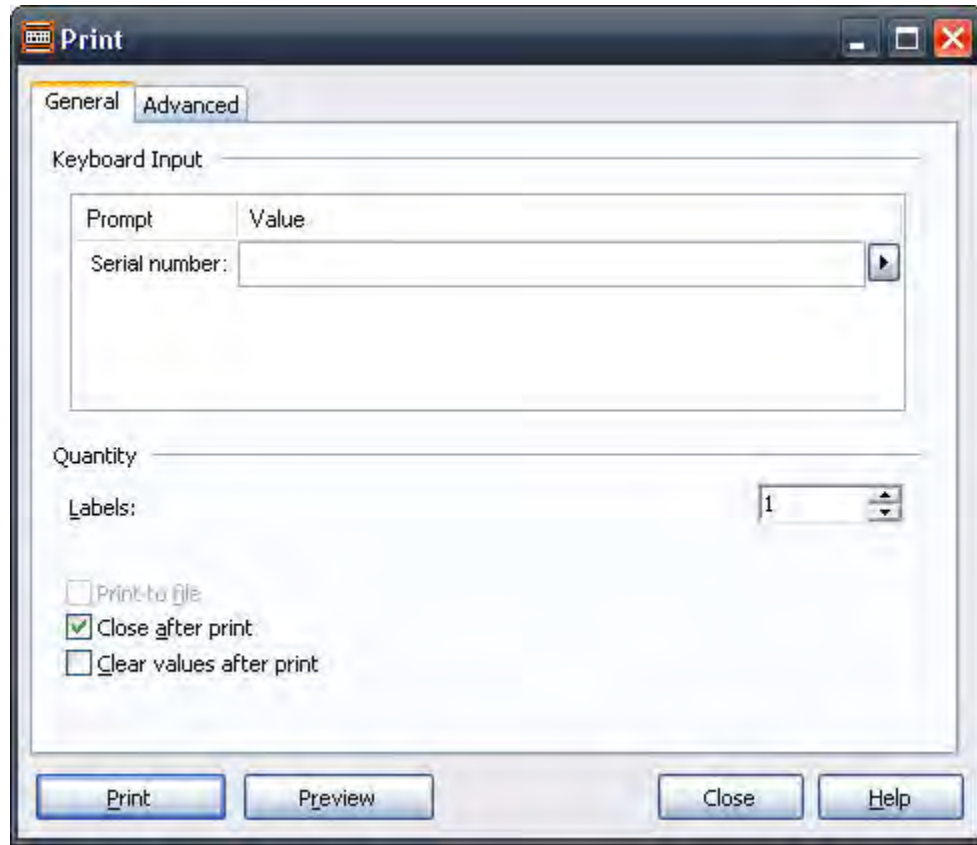 Print
General Advanced
Keyboard Input
Prompt Value
Serial number:
Quantity
Labels: 1
Print to file
Close after print
Clear values after print
Print Preview Close Help